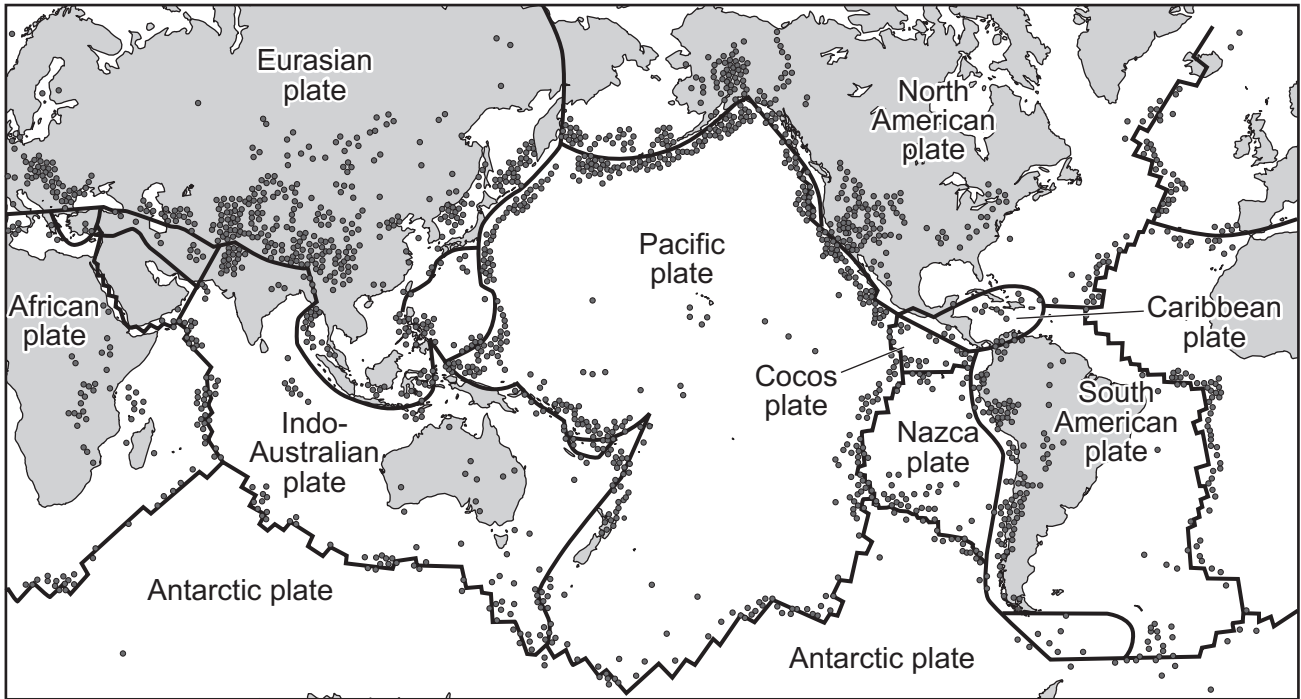 Eurasian
plate
North
American
plate
Pacific
plate
African
plate
Caribbean
plate
Cocos
plate
Indo-
Australian
plate
Nazca
plate
South
American
plate
Antarctic plate
Antarctic plate